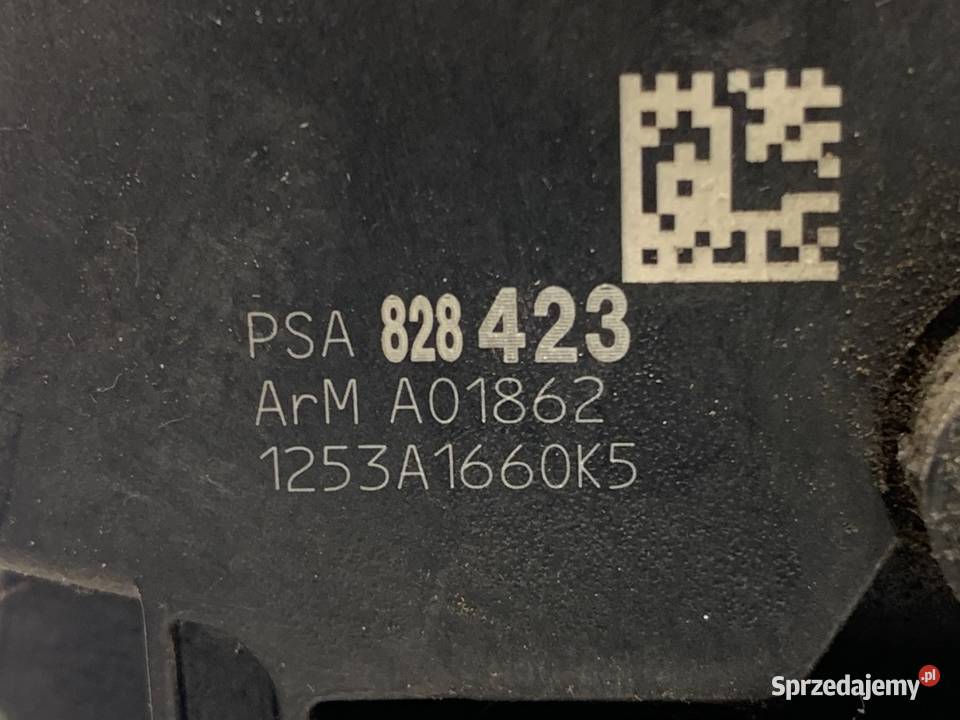 PSA 828 423
ArM A01862
1253A1660K5
Sprzedajemy.pl